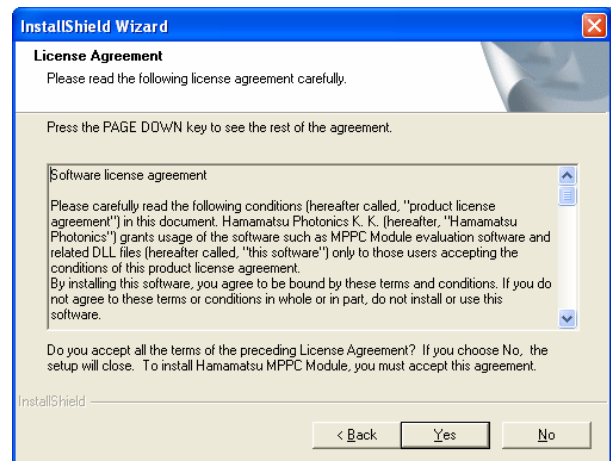 InstallShield Wizard
License Agreement
Please read the following license agreement carefully.
Press the PAGE DOWN key to see the rest of the agreement.
Software license agreement
Please carefully read the following conditions (hereafter called, "product license
agreement") in this document. Hamamatsu Photonics K. K. (hereafter, "Hamamatsu
Photonics") grants usage of the software such as MPPC Module evaluation software and
related DLL files (hereafter called, "this software") only to those users accepting the
conditions of this product license agreement.
By installing this software, you agree to be bound by these terms and conditions. If you do
not agree to these terms or conditions in whole or in part, do not install or use this
software.
Do you accept all the terms of the preceding License Agreement? If you choose No, the
setup will close. To install Hamamatsu MPPC Module, you must accept this agreement.
InstallShield
< Back
Yes
No